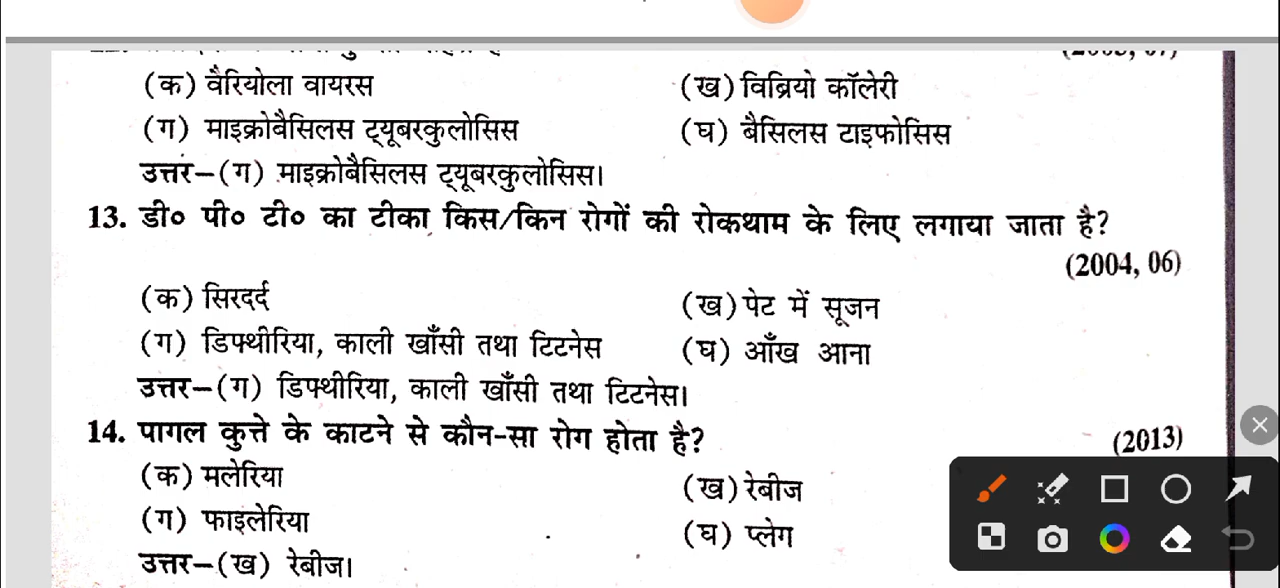 (क) वैरियोला वायरस (ख) विब्रियो कॉलेरी
(ग) माइक्रोबैसिलस ट्यूबरकुलोसिस (घ) बैसिलस टाइफोसिस
उत्तर–(ग) माइक्रोबैसिलस ट्यूबरकुलोसिस।
13. डी० पी० टी० का टीका किस/किन रोगों की रोकथाम के लिए लगाया जाता है?
(2004, 06)
(क) सिरदर्द (ख) पेट में सूजन
(ग) डिफ्थीरिया, काली खाँसी तथा टिटनेस (घ) आँख आना
उत्तर–(ग) डिफ्थीरिया, काली खाँसी तथा टिटनेस।
14. पागल कुत्ते के काटने से कौन-सा रोग होता है? (2013)
(क) मलेरिया (ख) रेबीज
(ग) फाइलेरिया (घ) प्लेग
उत्तर–(ख) रेबीज।